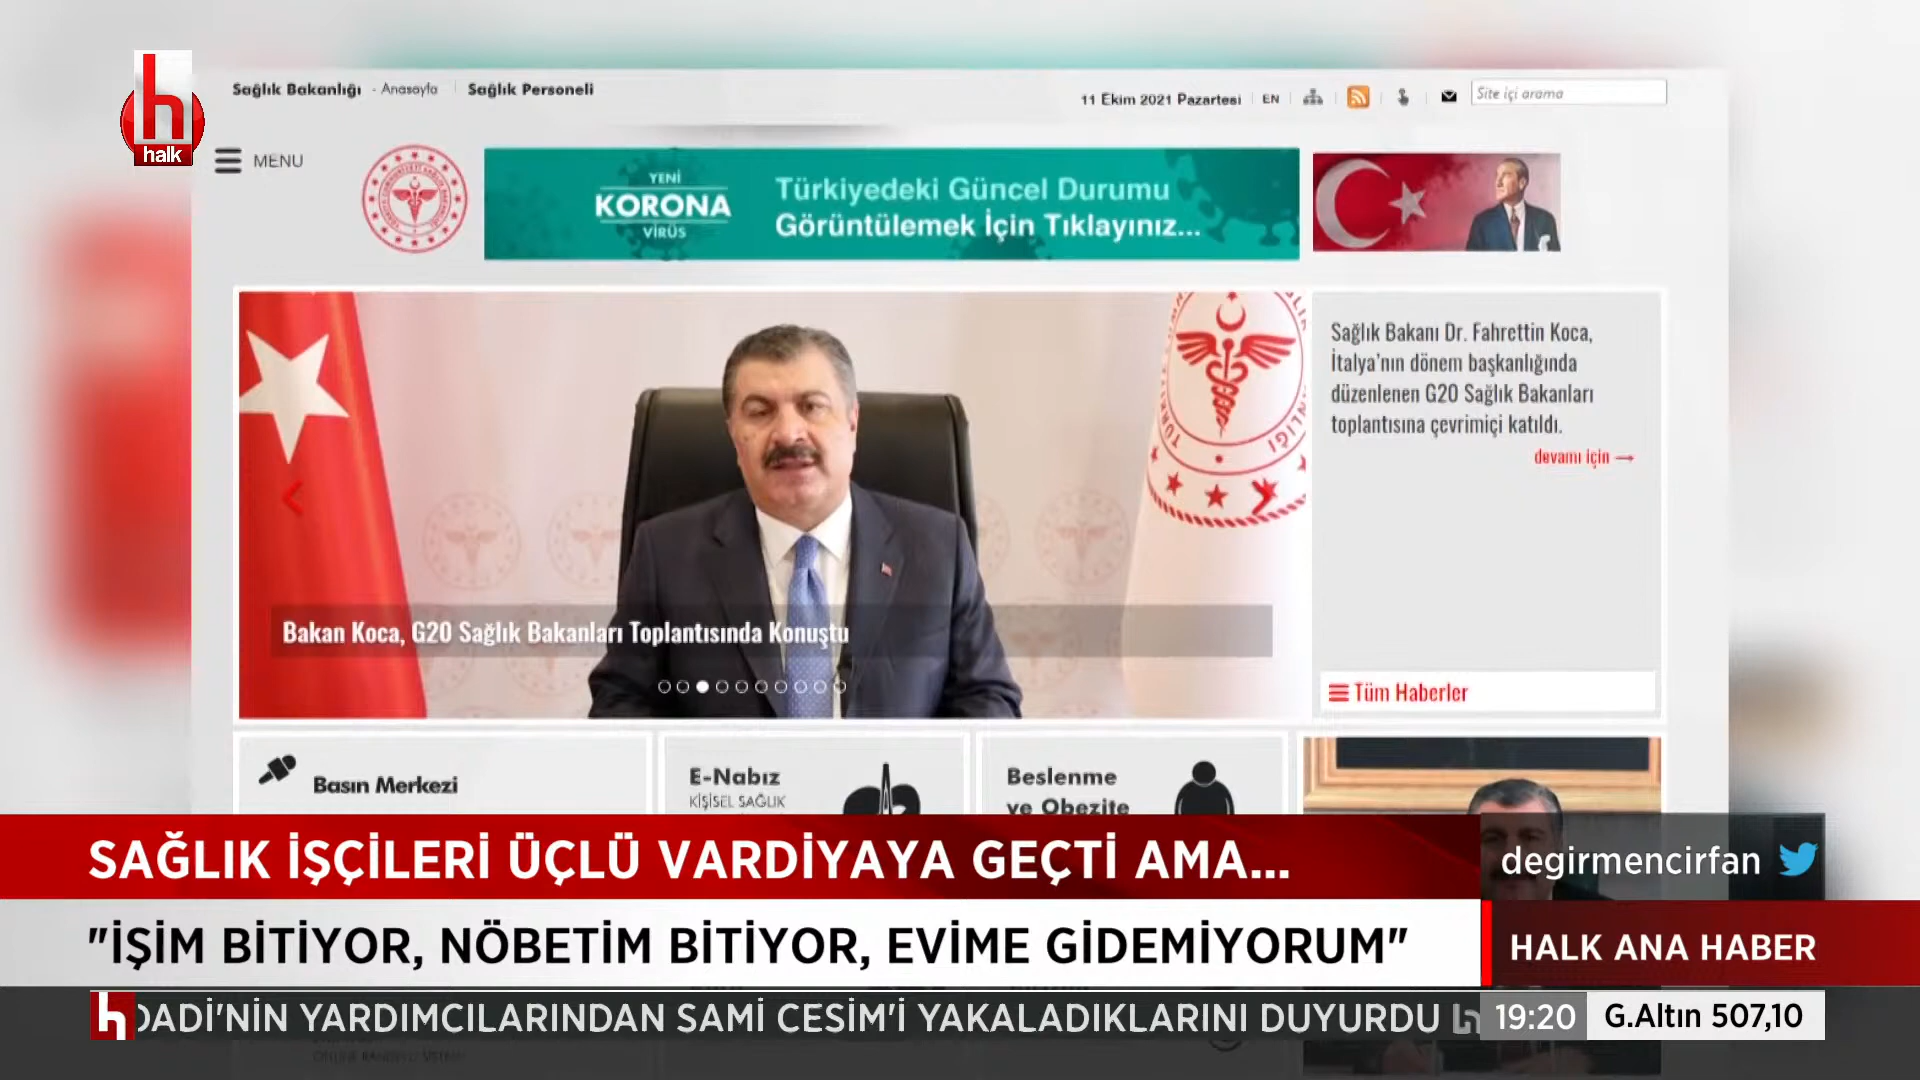 halk
Sağlık Bakanlığı - Anasayfa Sağlık Personeli
11 Ekim 2021 Pazartesi EN Site içi arama
MENU
YENİ
KORONA
VİRÜS
Türkiyedeki Güncel Durumu
Görüntülemek İçin Tıklayınız...
Sağlık Bakanı Dr. Fahrettin Koca,
İtalya'nın dönem başkanlığında
düzenlenen G20 Sağlık Bakanları
toplantısına çevrimiçi katıldı.
devamı için
Bakan Koca, G20 Sağlık Bakanları Toplantısında Konuştu
Tüm Haberler
Basın Merkezi
E-Nabız
KİŞİSEL SAĞLIK
Beslenme
ve Obezite
SAĞLIK İŞÇİLERİ ÜÇLÜ VARDİYAYA GEÇTİ AMA...
degirmencirfan
"İŞİM BİTİYOR, NÖBETİM BİTİYOR, EVİME GİDEMİYORUM"
HALK ANA HABER
DADİ'NİN YARDIMCILARINDAN SAMİ CESİM'İ YAKALADIKLARINI DUYURDU
19:20 G.Altın 507,10